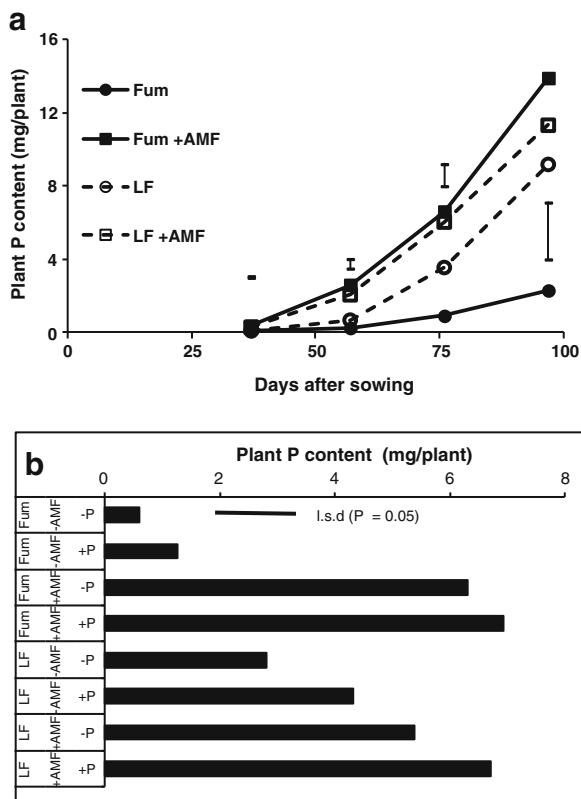 a
Plant P content (mg/plant)
16
12
8
4
0
Fum
Fum +AMF
LF
LF +AMF
0 25 50 75 100
Days after sowing
b
Plant P content (mg/plant)
0 2 4 6 8
l.s.d (P = 0.05)
Fum -AMF -P
Fum -AMF +P
Fum +AMF -P
Fum +AMF +P
LF -AMF -P
LF -AMF +P
LF +AMF -P
LF +AMF +P